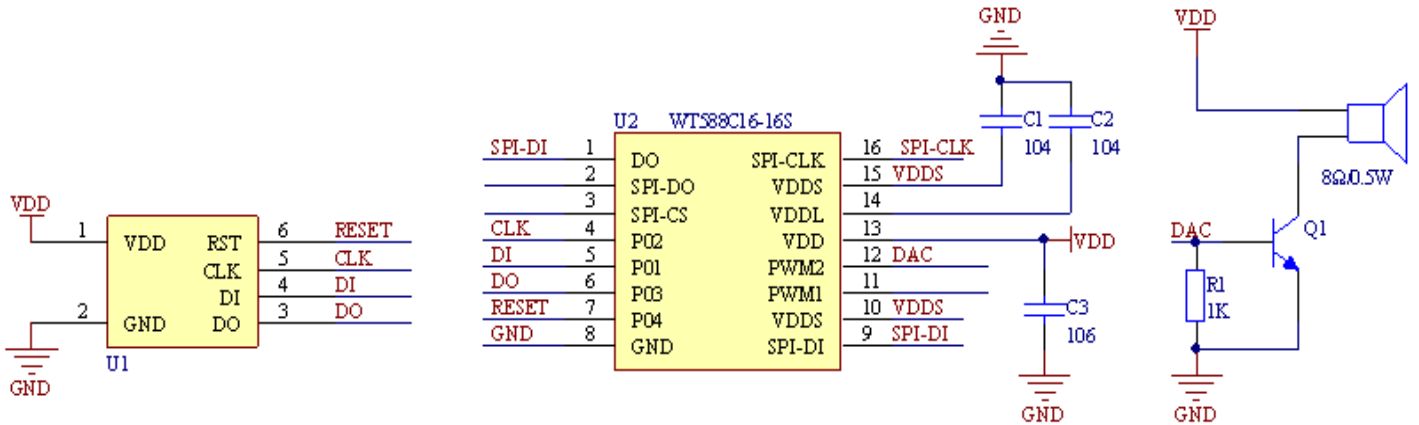 VDD
1
2
GND
VDD
GND
RST
CLK
DI
DO
6
5
4
3
RESET
CLK
DI
DO
U1
U2 WT588C16-16S
SPI-DI 1 DO SPI-CLK 16 SPI-CLK
2 SPI-DO VDDS 15 VDDS
3 SPI-CS VDDL 14
CLK 4 P02 VDD 13 VDD
DI 5 P01 PWM2 12 DAC
DO 6 P03 PWM1 11
RESET 7 P04 VDDS 10 VDDS
GND 8 GND SPI-DI 9 SPI-DI
GND
C1
104
C2
104
C3
106
GND
VDD
8Ω/0.5W
DAC
Q1
R1
1K
GND